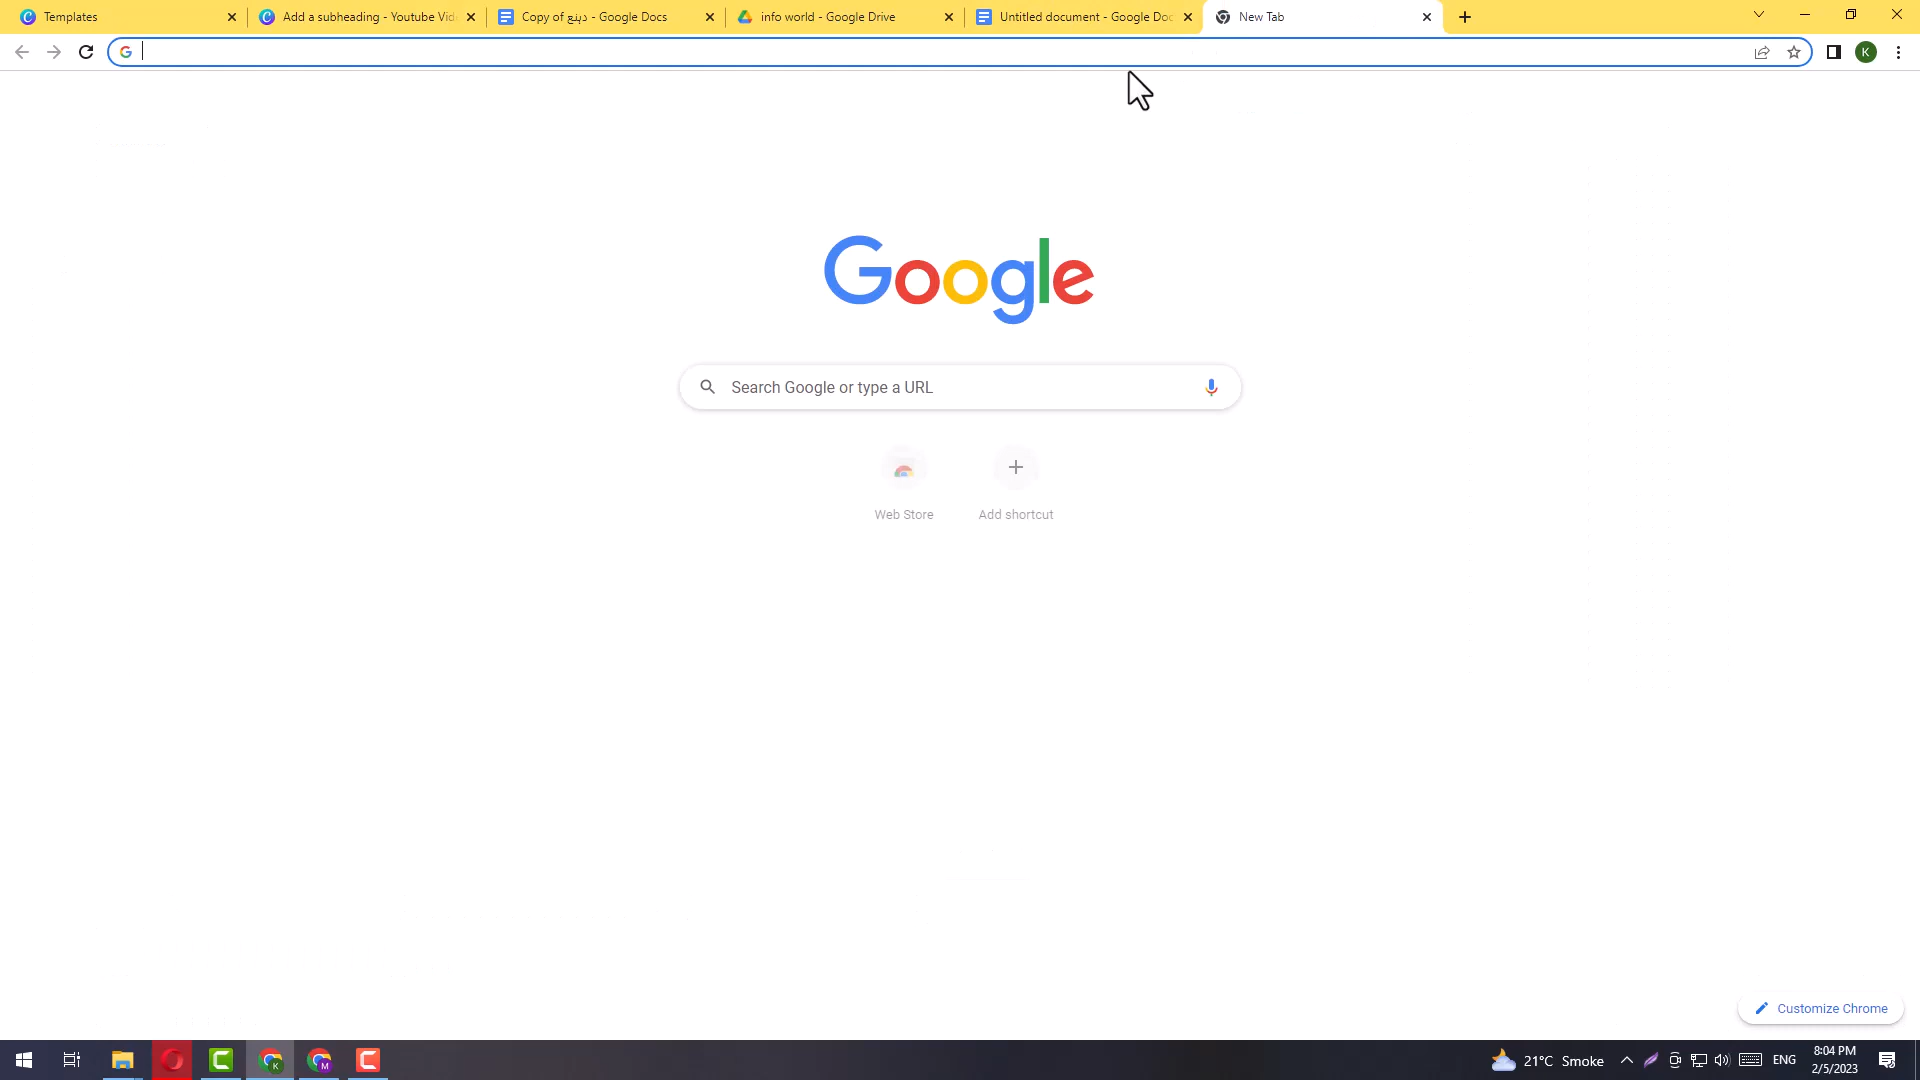 Templates
Add a subheading - Youtube Vid
Copy of دہنع - Google Docs
info world - Google Drive
Untitled document - Google Doc
New Tab
G
K
Google
Search Google or type a URL
Web Store
Add shortcut
Customize Chrome
K
M
21°C Smoke
ENG
8:04 PM
2/5/2023